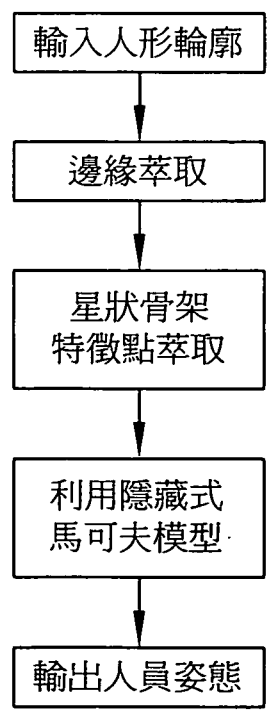 輸入人形輪廓
邊緣萃取
星狀骨架
特徵點萃取
利用隱藏式
馬可夫模型
輸出人員姿態